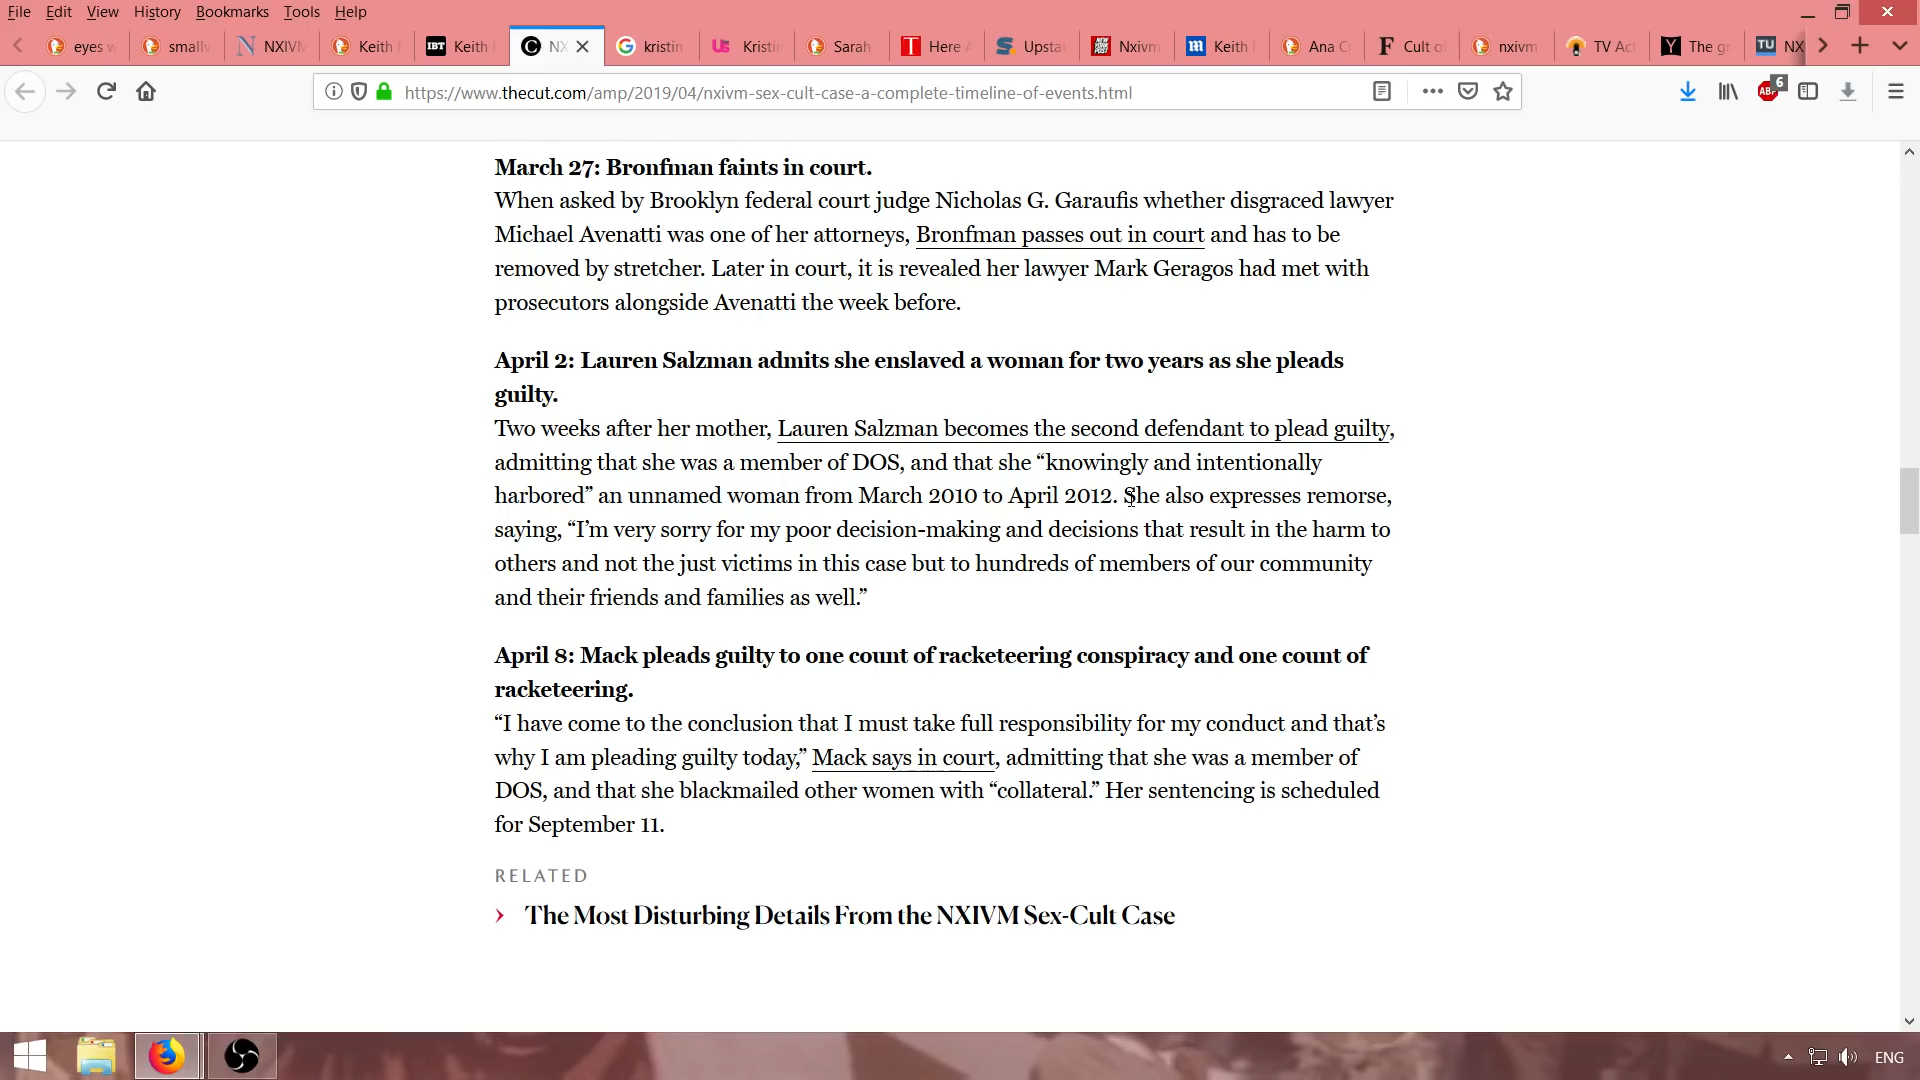 File Edit View History Bookmarks Tools Help
eyes w
smallv
NXIVM
Keith
IBT Keith
C NX
G kristin
US Kristi
Sarah
T Here
S. Upsta
NEW YORK POST Nxivm
m Keith
Ana C
F Cult o
nxivm
TV Act
Y The gr
TU NX
https://www.thecut.com/amp/2019/04/nxivm-sex-cult-case-a-complete-timeline-of-events.html
ABP 6
March 27: Bronfman faints in court.
When asked by Brooklyn federal court judge Nicholas G. Garaufis whether disgraced lawyer
Michael Avenatti was one of her attorneys, Bronfman passes out in court and has to be
removed by stretcher. Later in court, it is revealed her lawyer Mark Geragos had met with
prosecutors alongside Avenatti the week before.
April 2: Lauren Salzman admits she enslaved a woman for two years as she pleads
guilty.
Two weeks after her mother, Lauren Salzman becomes the second defendant to plead guilty,
admitting that she was a member of DOS, and that she “knowingly and intentionally
harbored” an unnamed woman from March 2010 to April 2012. She also expresses remorse,
saying, “I’m very sorry for my poor decision-making and decisions that result in the harm to
others and not the just victims in this case but to hundreds of members of our community
and their friends and families as well.”
April 8: Mack pleads guilty to one count of racketeering conspiracy and one count of
racketeering.
“I have come to the conclusion that I must take full responsibility for my conduct and that’s
why I am pleading guilty today,” Mack says in court, admitting that she was a member of
DOS, and that she blackmailed other women with “collateral.” Her sentencing is scheduled
for September 11.
RELATED
The Most Disturbing Details From the NXIVM Sex-Cult Case
ENG